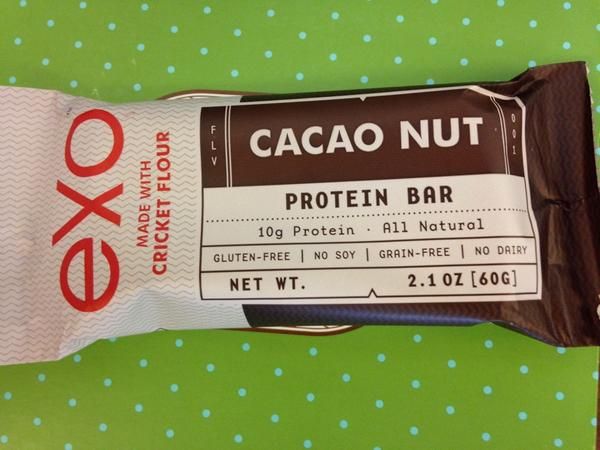 exo
MADE WITH
CRICKET FLOUR
FLV
CACAO NUT
001
PROTEIN BAR
10g Protein · All Natural
GLUTEN-FREE | NO SOY | GRAIN-FREE | NO DAIRY
NET WT. 2.1 OZ [60G]